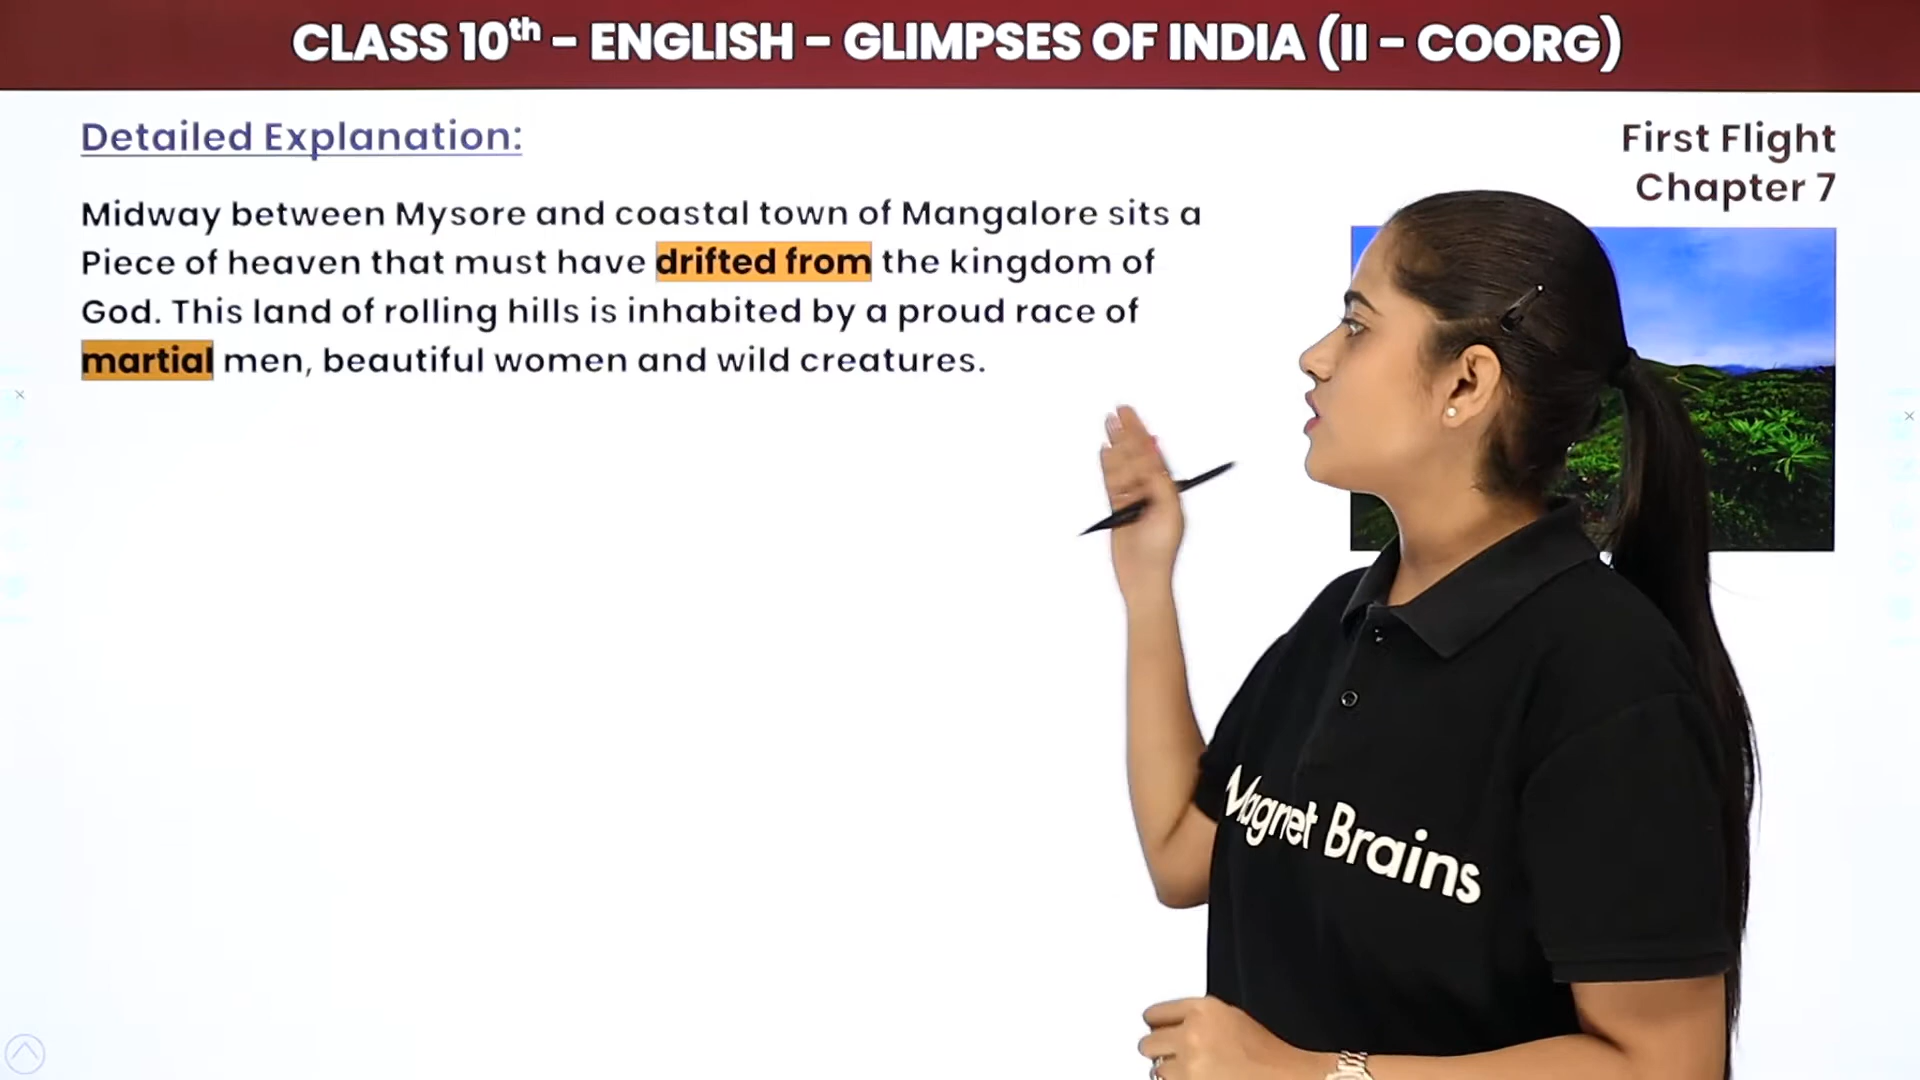 CLASS 10th – ENGLISH – GLIMPSES OF INDIA (II – COORG)
Detailed Explanation:
First Flight
Chapter 7
Midway between Mysore and coastal town of Mangalore sits a
Piece of heaven that must have drifted from the kingdom of
God. This land of rolling hills is inhabited by a proud race of
martial men, beautiful women and wild creatures.
Magnet Brains